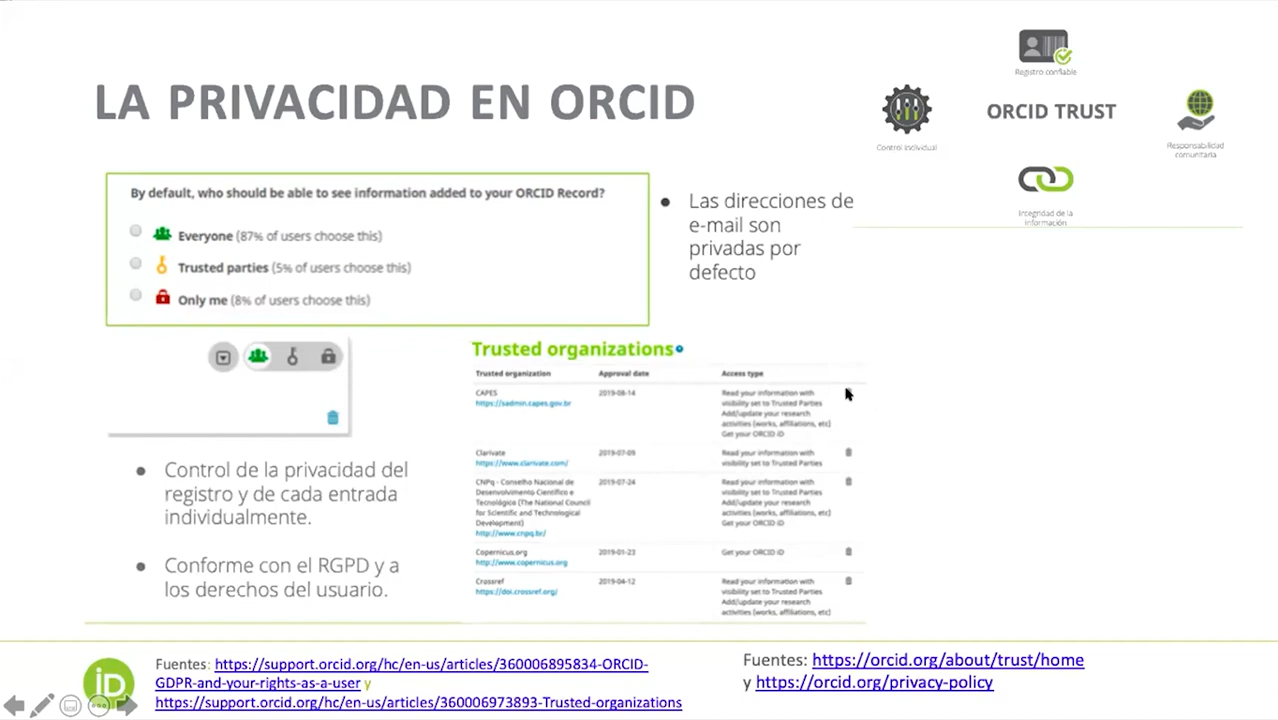 LA PRIVACIDAD EN ORCID
Registro confiable
ORCID TRUST
Control individual
Responsabilidad
comunitaria
Integridad de la
información
By default, who should be able to see information added to your ORCID Record?
Everyone (87% of users choose this)
Trusted parties (5% of users choose this)
Only me (8% of users choose this)
Las direcciones de
e-mail son
privadas por
defecto
Control de la privacidad del
registro y de cada entrada
individualmente.
Conforme con el RGPD y a
los derechos del usuario.
Trusted organizations
Trusted organization Approval date Access type
CAPES 2019-08-14 Read your information with
https://sadmin.capes.gov.br visibility set to Trusted Parties
Add/update your research
activities (works, affiliations, etc)
Get your ORCID iD
Clarivate 2019-07-09 Read your information with
https://www.clarivate.com/ visibility set to Trusted Parties
CNPq - Conselho Nacional de 2019-07-24 Read your information with
Desenvolvimento Científico e visibility set to Trusted Parties
Tecnológico (The National Council Add/update your research
for Scientific and Technological activities (works, affiliations, etc)
Development) Get your ORCID iD
http://www.cnpq.br/
Copernicus.org 2019-01-23 Get your ORCID iD
http://www.copernicus.org
Crossref 2019-04-12 Read your information with
https://doi.crossref.org/ visibility set to Trusted Parties
Add/update your research
activities (works, affiliations, etc)
iD
Fuentes: https://support.orcid.org/hc/en-us/articles/360006895834-ORCID-
GDPR-and-your-rights-as-a-user y
https://support.orcid.org/hc/en-us/articles/360006973893-Trusted-organizations
Fuentes: https://orcid.org/about/trust/home
y https://orcid.org/privacy-policy